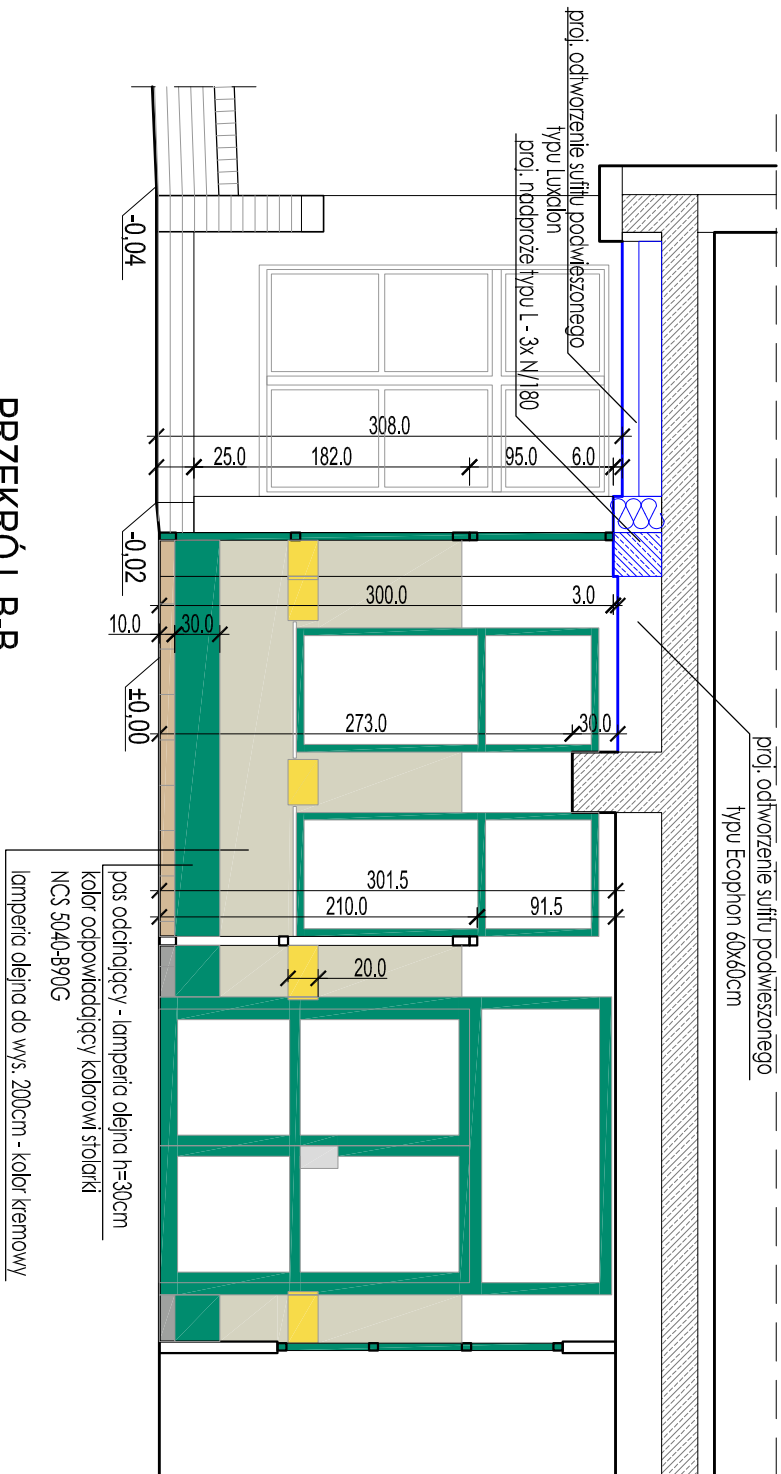 proj. odtworzenie sufitu podwieszonego
typu Luxalon
proj. nadproże typu L - 3x N/180
proj. odtworzenie sufitu podwieszonego
typu Ecophon 60x60cm
308.0
25.0
182.0
95.0
6.0
300.0
3.0
10.0
30.0
273.0
30.0
301.5
210.0
91.5
20.0
-0,04
-0,02
±0,00
pas odcinający - lamperia olejna h=30cm
kolor odpowiadający kolorowi stolarki
NCS 5040-B90G
lamperia olejna do wys. 200cm - kolor kremowy
PRZEKRÓJ B-B